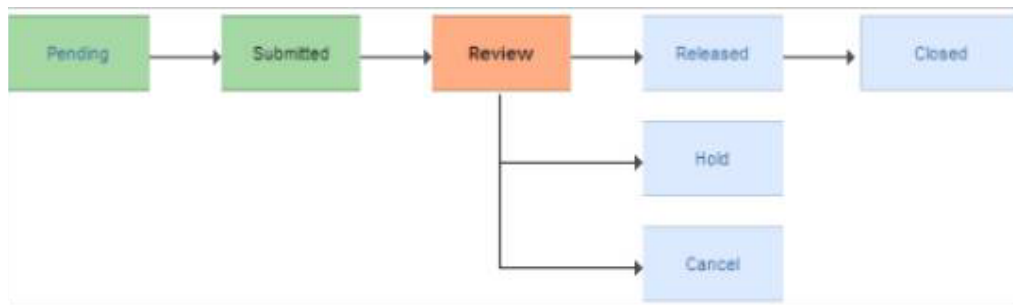 Pending
Submitted
Review
Released
Closed
Hold
Cancel